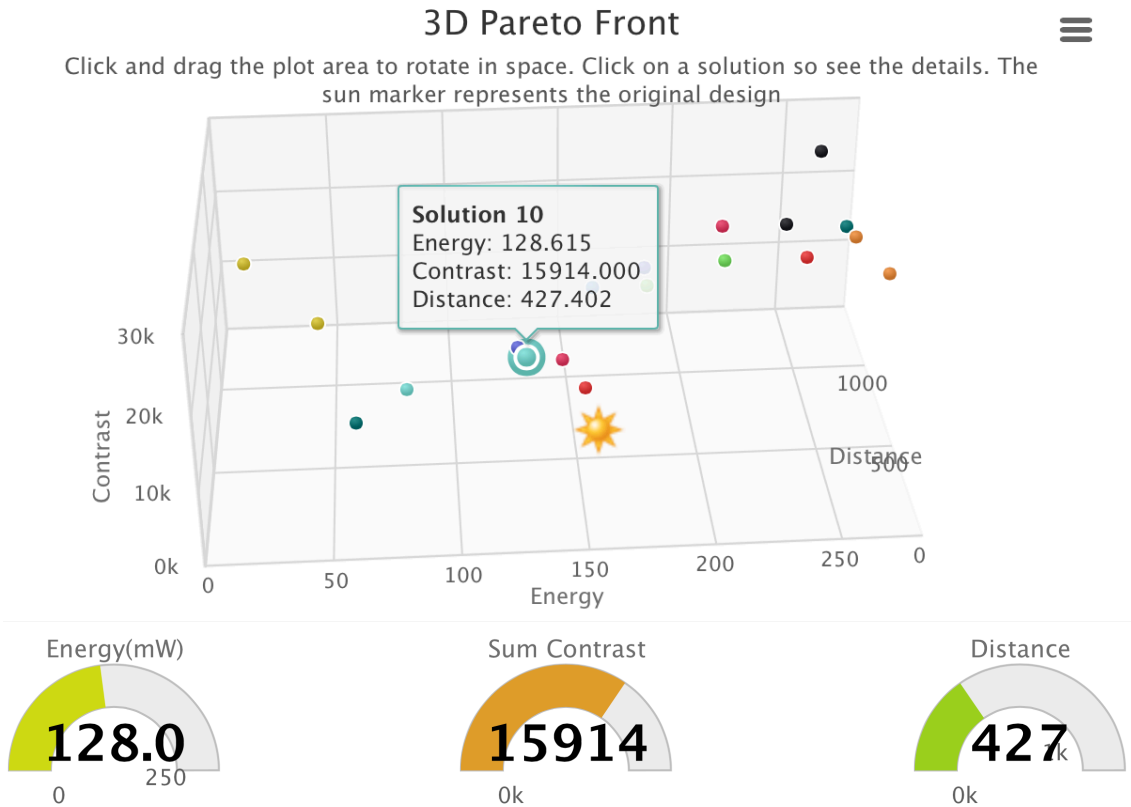 3D Pareto Front
Click and drag the plot area to rotate in space. Click on a solution so see the details. The
sun marker represents the original design
Solution 10
Energy: 128.615
Contrast: 15914.000
Distance: 427.402
30k
20k
10k
0k
Contrast
0
50
100
150
200
250
Energy
1000
Distance
500
0
Energy(mW)
128.0
250
0
Sum Contrast
15914
0k
Distance
427
1k
0k